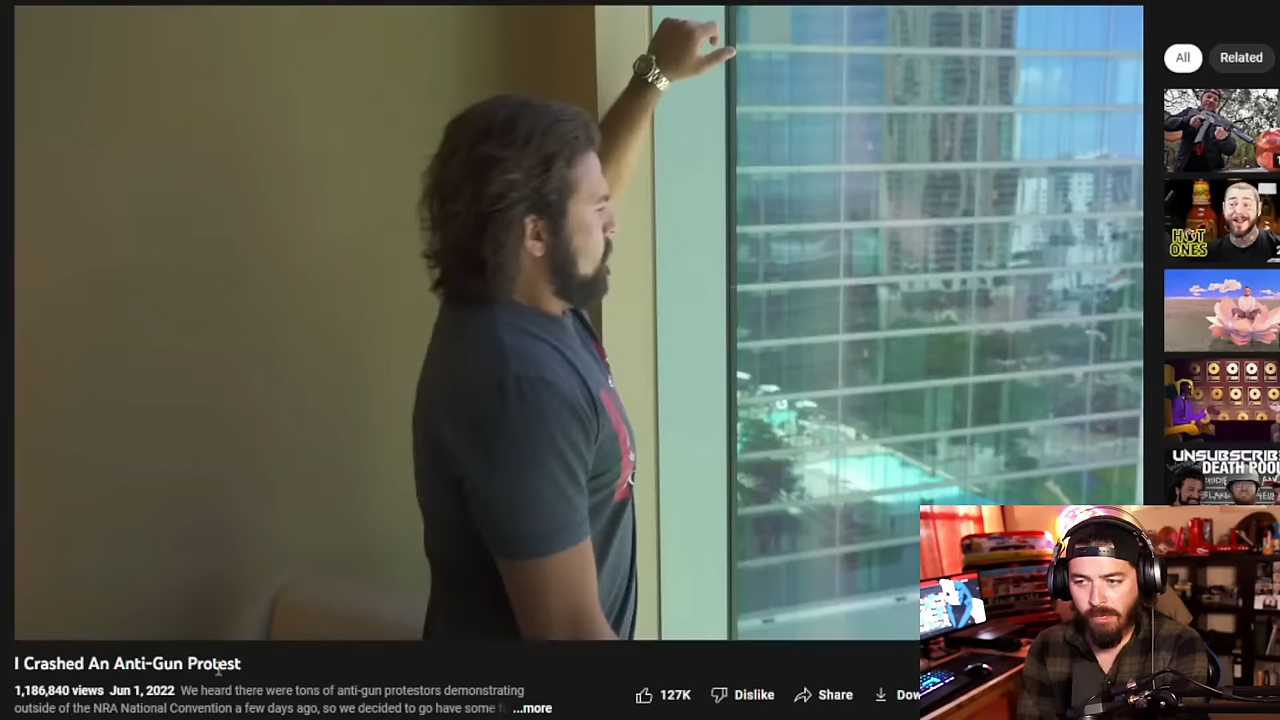 All
Related
HOT
ONES
UNSUBSCRIBE
DEATH POOL
I Crashed An Anti-Gun Protest
1,186,840 views Jun 1, 2022 We heard there were tons of anti-gun protestors demonstrating
outside of the NRA National Convention a few days ago, so we decided to go have some ...more
127K
Dislike
Share
Dow